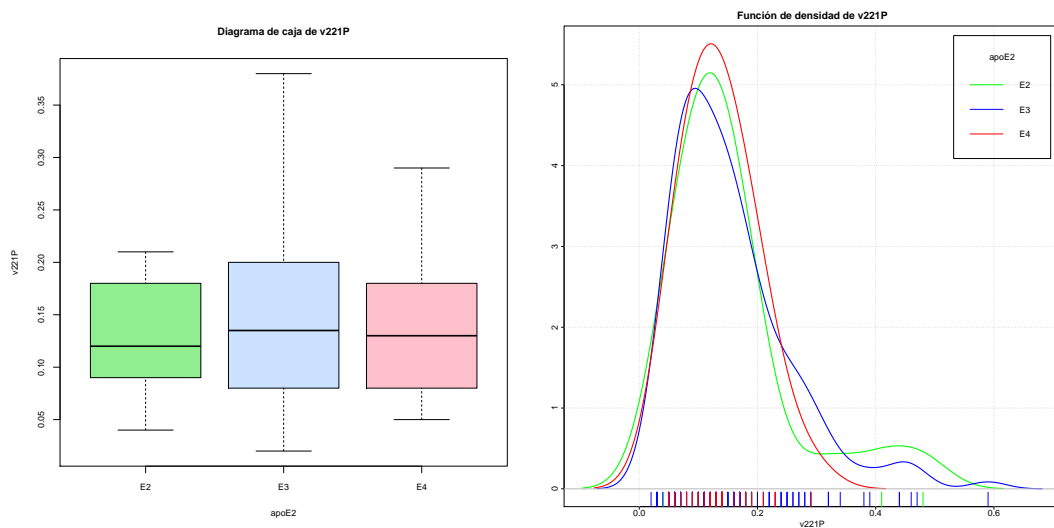 Diagrama de caja de v221P
v221P
0.35
0.30
0.25
0.20
0.15
0.10
0.05
E2 E3 E4
apoE2
Función de densidad de v221P
apoE2
E2
E3
E4
5
4
3
2
1
0
0.0 0.2 0.4 0.6
v221P